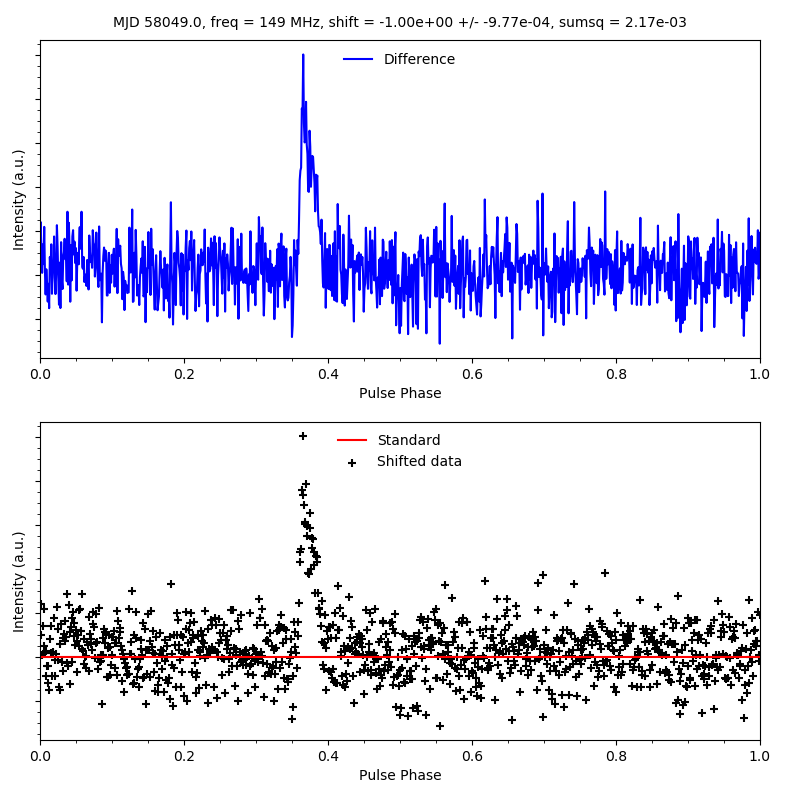 MJD 58049.0, freq = 149 MHz, shift = -1.00e+00 +/- -9.77e-04, sumsq = 2.17e-03
Difference
Intensity (a.u.)
0.0 0.2 0.4 0.6 0.8 1.0
Pulse Phase
Standard
Shifted data
Intensity (a.u.)
0.0 0.2 0.4 0.6 0.8 1.0
Pulse Phase